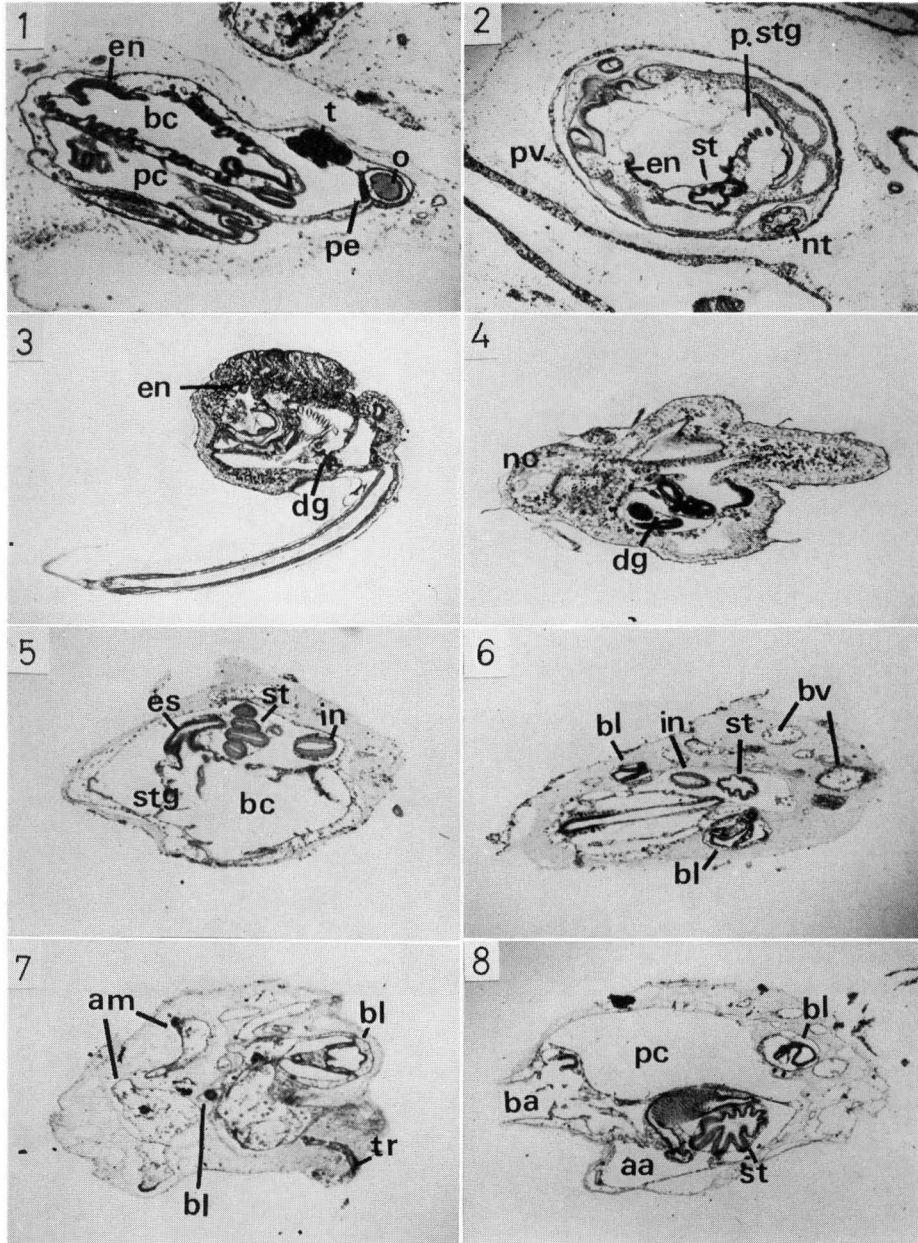 1
en
bc
t
o
pc
pe
2
p.stg
st
pv
en
nt
3
en
dg
4
no
dg
5
es
st
in
stg
bc
6
bv
bl
in
st
bl
7
am
bl
bl
tr
8
bl
pc
ba
aa
st